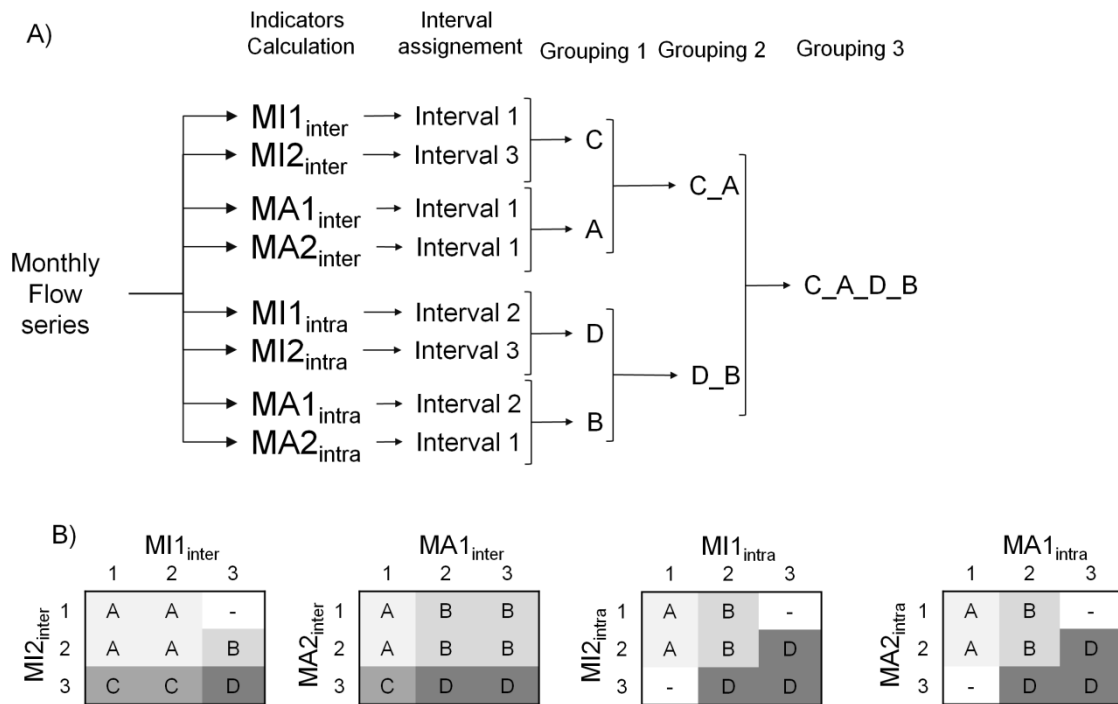 A)
Indicators Calculation
Interval assignement
Grouping 1
Grouping 2
Grouping 3
Monthly
Flow
series
MI1inter Interval 1
MI2inter Interval 3
C
MA1inter Interval 1
MA2inter Interval 1
A
C_A
MI1intra Interval 2
MI2intra Interval 3
D
MA1intra Interval 2
MA2intra Interval 1
B
D_B
C_A_D_B
B)
MI1inter
1 2 3
MI2inter
1 A A -
2 A A B
3 C C D
MA1inter
1 2 3
MA2inter
1 A B B
2 A B B
3 C D D
MI1intra
1 2 3
MI2intra
1 A B -
2 A B D
3 - D D
MA1intra
1 2 3
MA2intra
1 A B -
2 A B D
3 - D D